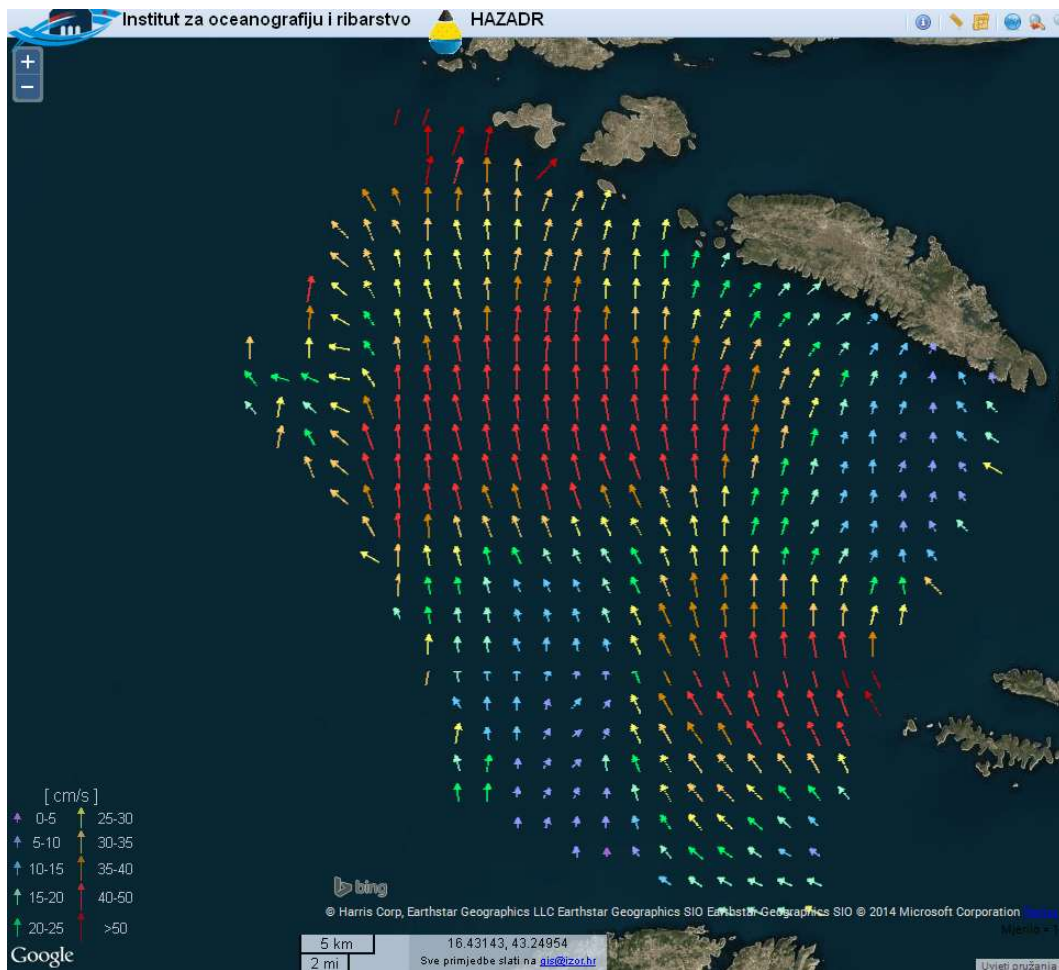 Institut za oceanografiju i ribarstvo HAZADR
+
−
[ cm/s ]
0-5 25-30
5-10 30-35
10-15 35-40
15-20 40-50
20-25 >50
bing
© Harris Corp, Earthstar Geographics LLC Earthstar Geographics SIO Earthstar Geographics SIO © 2014 Microsoft Corporation
Google
5 km
2 mi
16.43143, 43.24954
Sve primjedbe slati na gis@izor.hr
Uvjeti pružanja